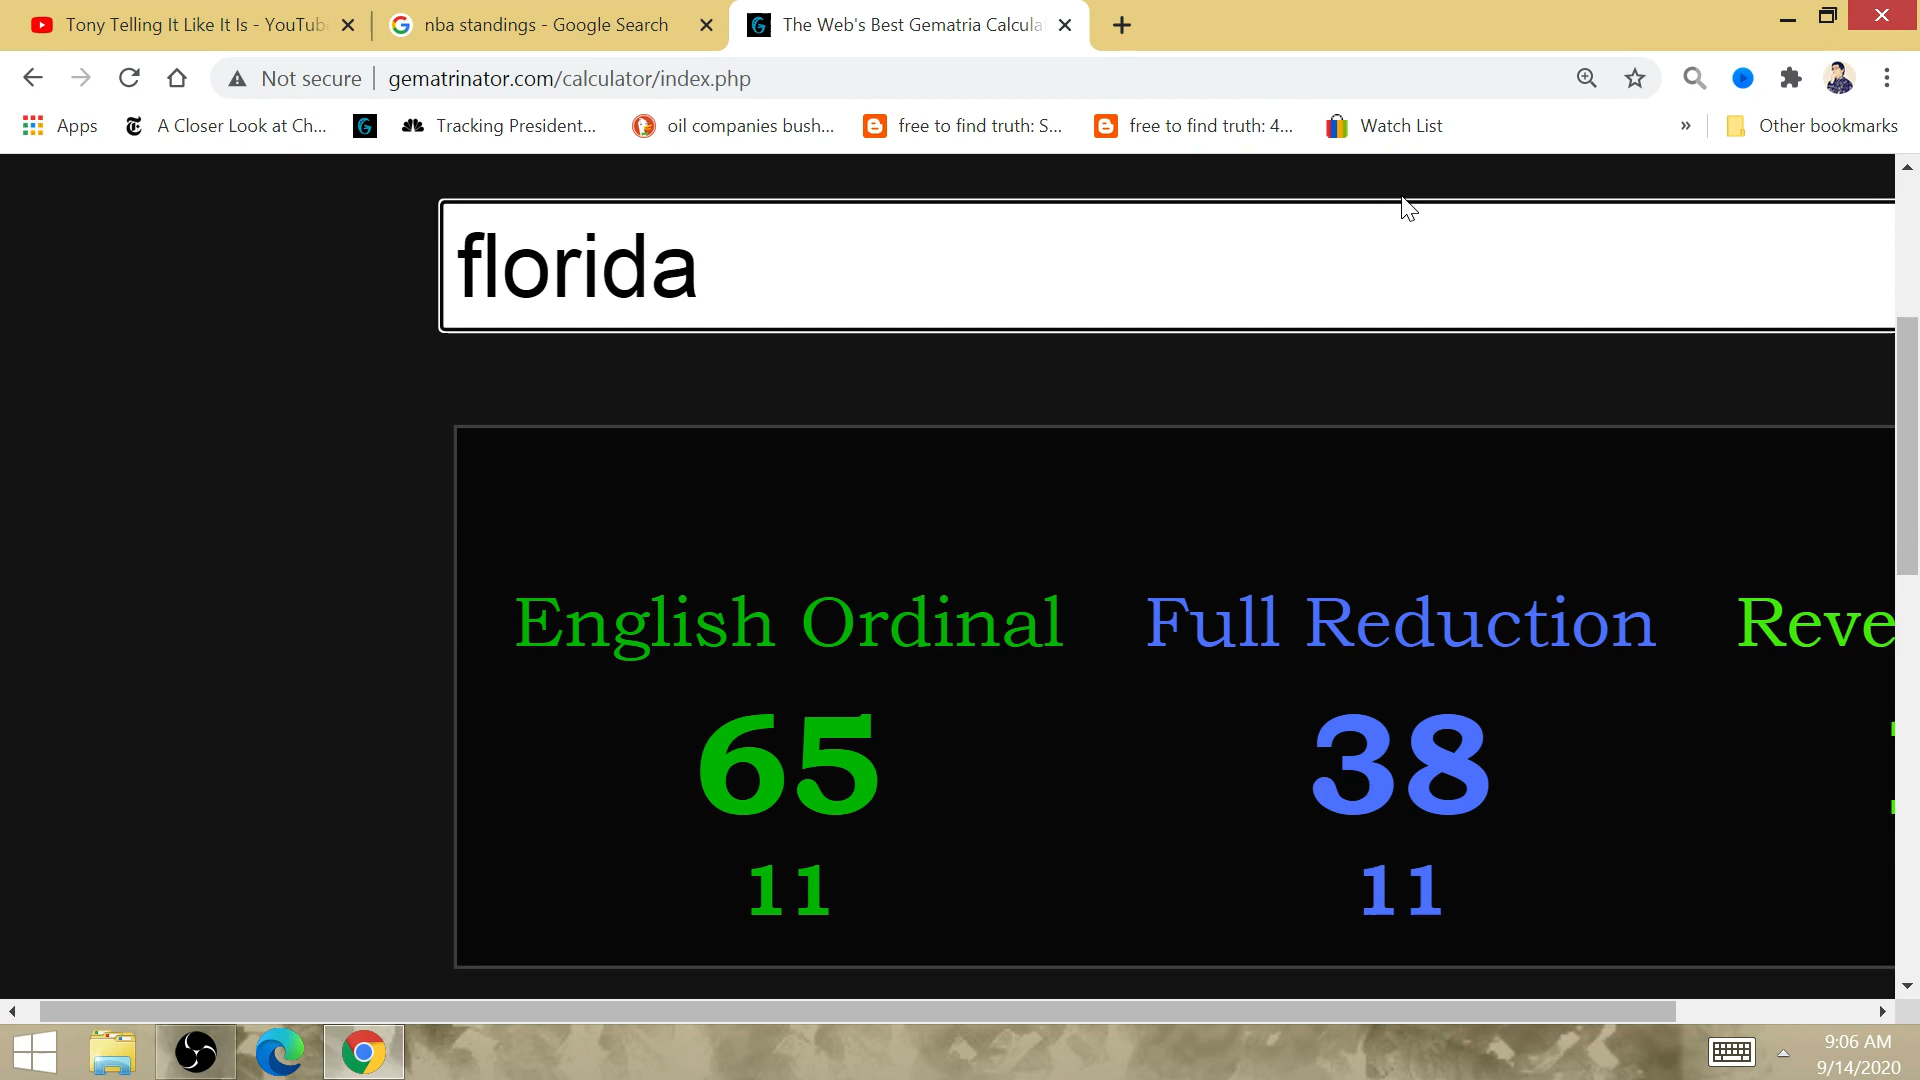 Tony Telling It Like It Is - YouTub
nba standings - Google Search
The Web's Best Gematria Calcula
Not secure
gematrinator.com/calculator/index.php
Apps
A Closer Look at Ch...
Tracking President...
oil companies bush...
free to find truth: S...
free to find truth: 4...
Watch List
»
Other bookmarks
florida
English Ordinal
Full Reduction
Reve
65
38
11
11
9:06 AM
9/14/2020